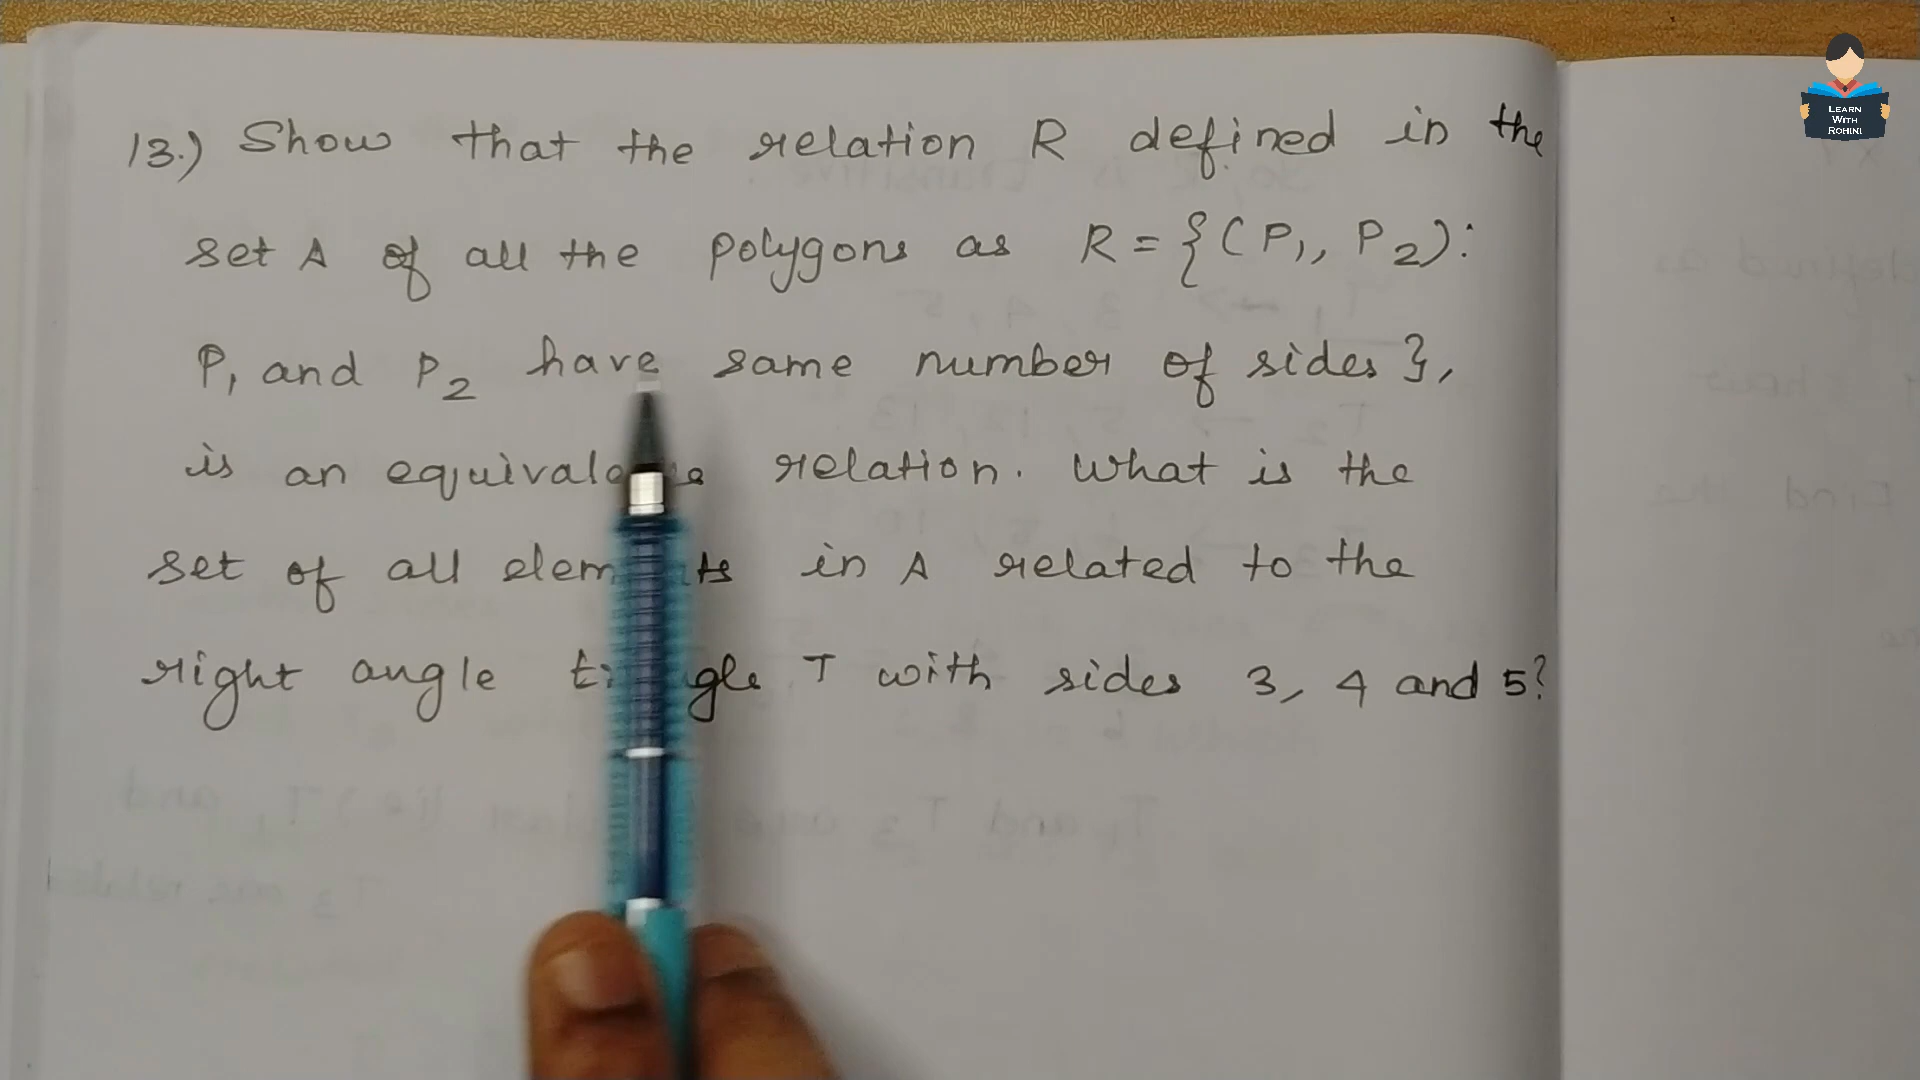 13.) Show that the relation R defined in the
set A of all the polygons as R = {(P1, P2):
P1 and P2 have same number of sides},
is an relation. What is the
set of all in A related to the
right angle T with sides 3, 4 and 5?
LEARN
WITH
ROHINI